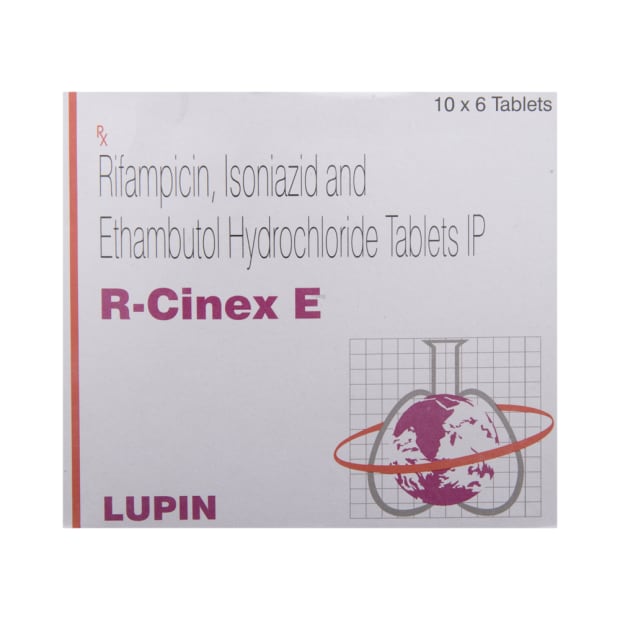 10 x 6 Tablets
Rx
Rifampicin, Isoniazid and
Ethambutol Hydrochloride Tablets IP
R-Cinex E
LUPIN